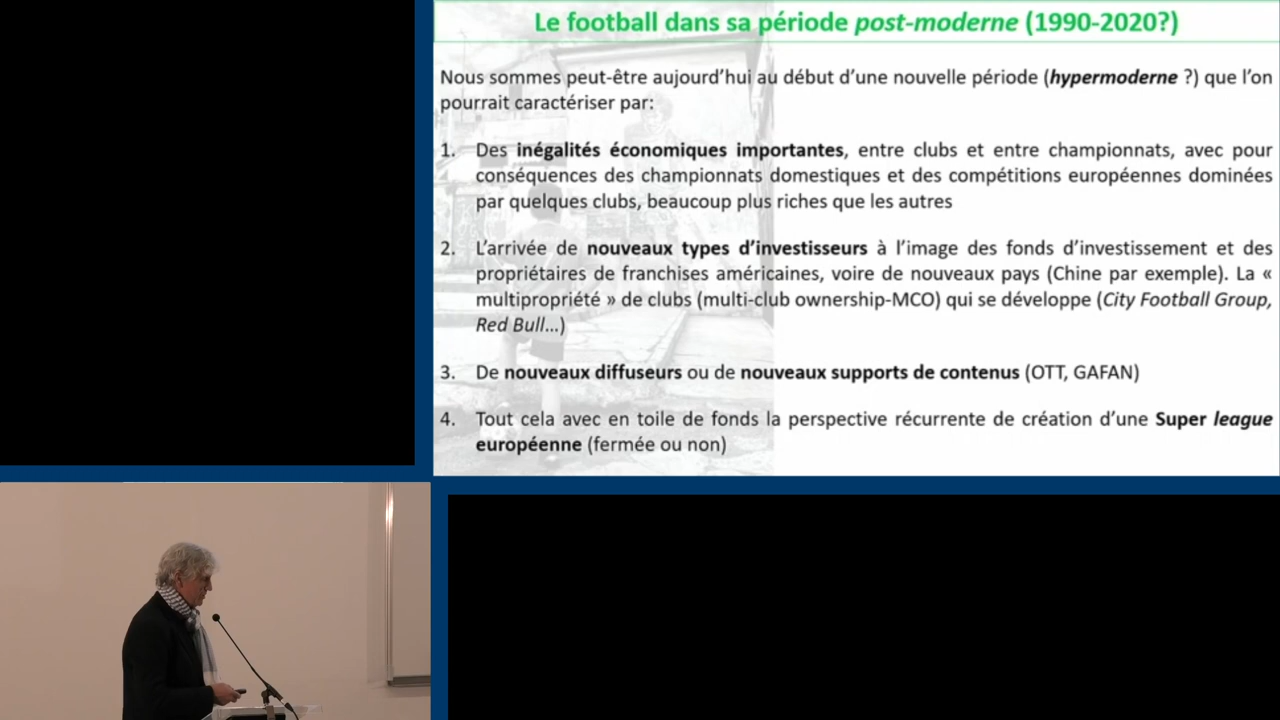 Le football dans sa période post-moderne (1990-2020?)
Nous sommes peut-être aujourd’hui au début d’une nouvelle période (hypermoderne ?) que l’on
pourrait caractériser par:
1. Des inégalités économiques importantes, entre clubs et entre championnats, avec pour
conséquences des championnats domestiques et des compétitions européennes dominées
par quelques clubs, beaucoup plus riches que les autres
2. L’arrivée de nouveaux types d’investisseurs à l’image des fonds d’investissement et des
propriétaires de franchises américaines, voire de nouveaux pays (Chine par exemple). La «
multipropriété » de clubs (multi-club ownership-MCO) qui se développe (City Football Group,
Red Bull…)
3. De nouveaux diffuseurs ou de nouveaux supports de contenus (OTT, GAFAN)
4. Tout cela avec en toile de fonds la perspective récurrente de création d’une Super league
européenne (fermée ou non)